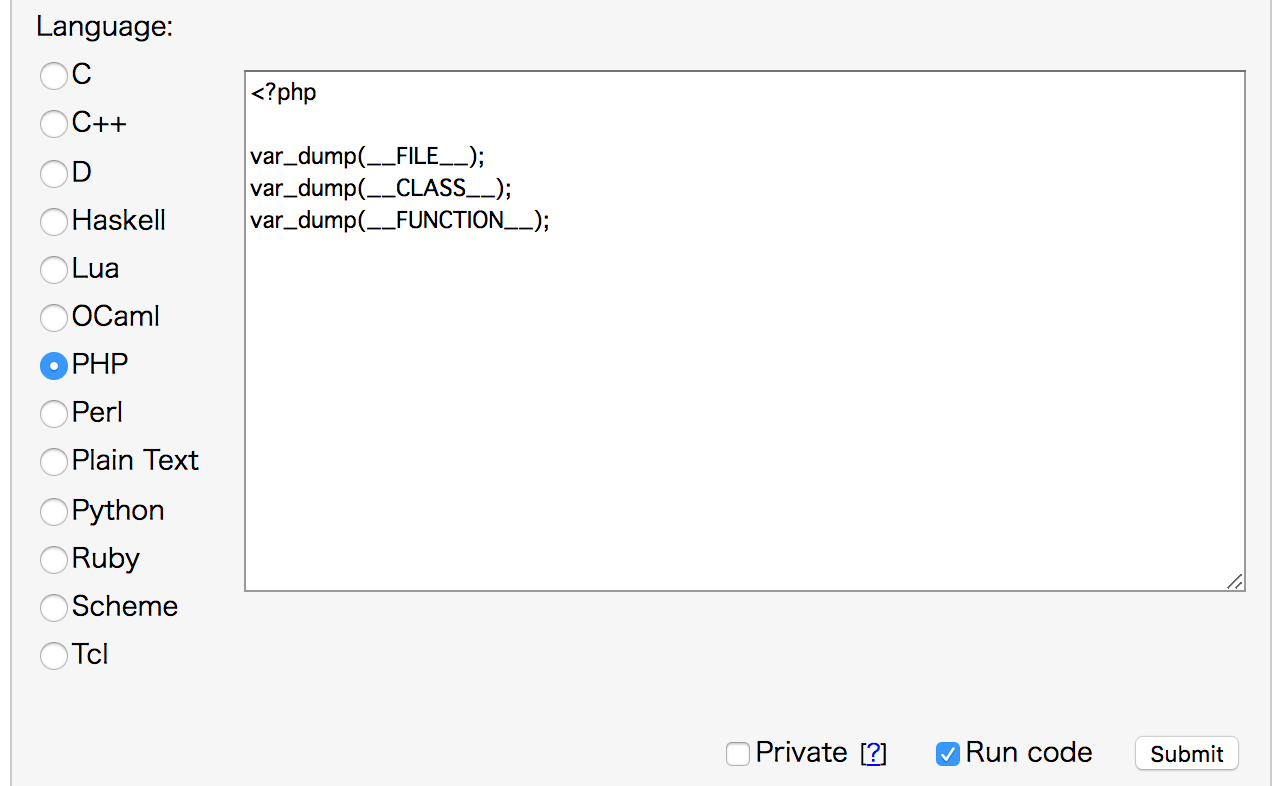 Language:
C
C++
D
Haskell
Lua
OCaml
PHP
Perl
Plain Text
Python
Ruby
Scheme
Tcl
<?php
var_dump(__FILE__);
var_dump(__CLASS__);
var_dump(__FUNCTION__);
Private [?]
Run code
Submit